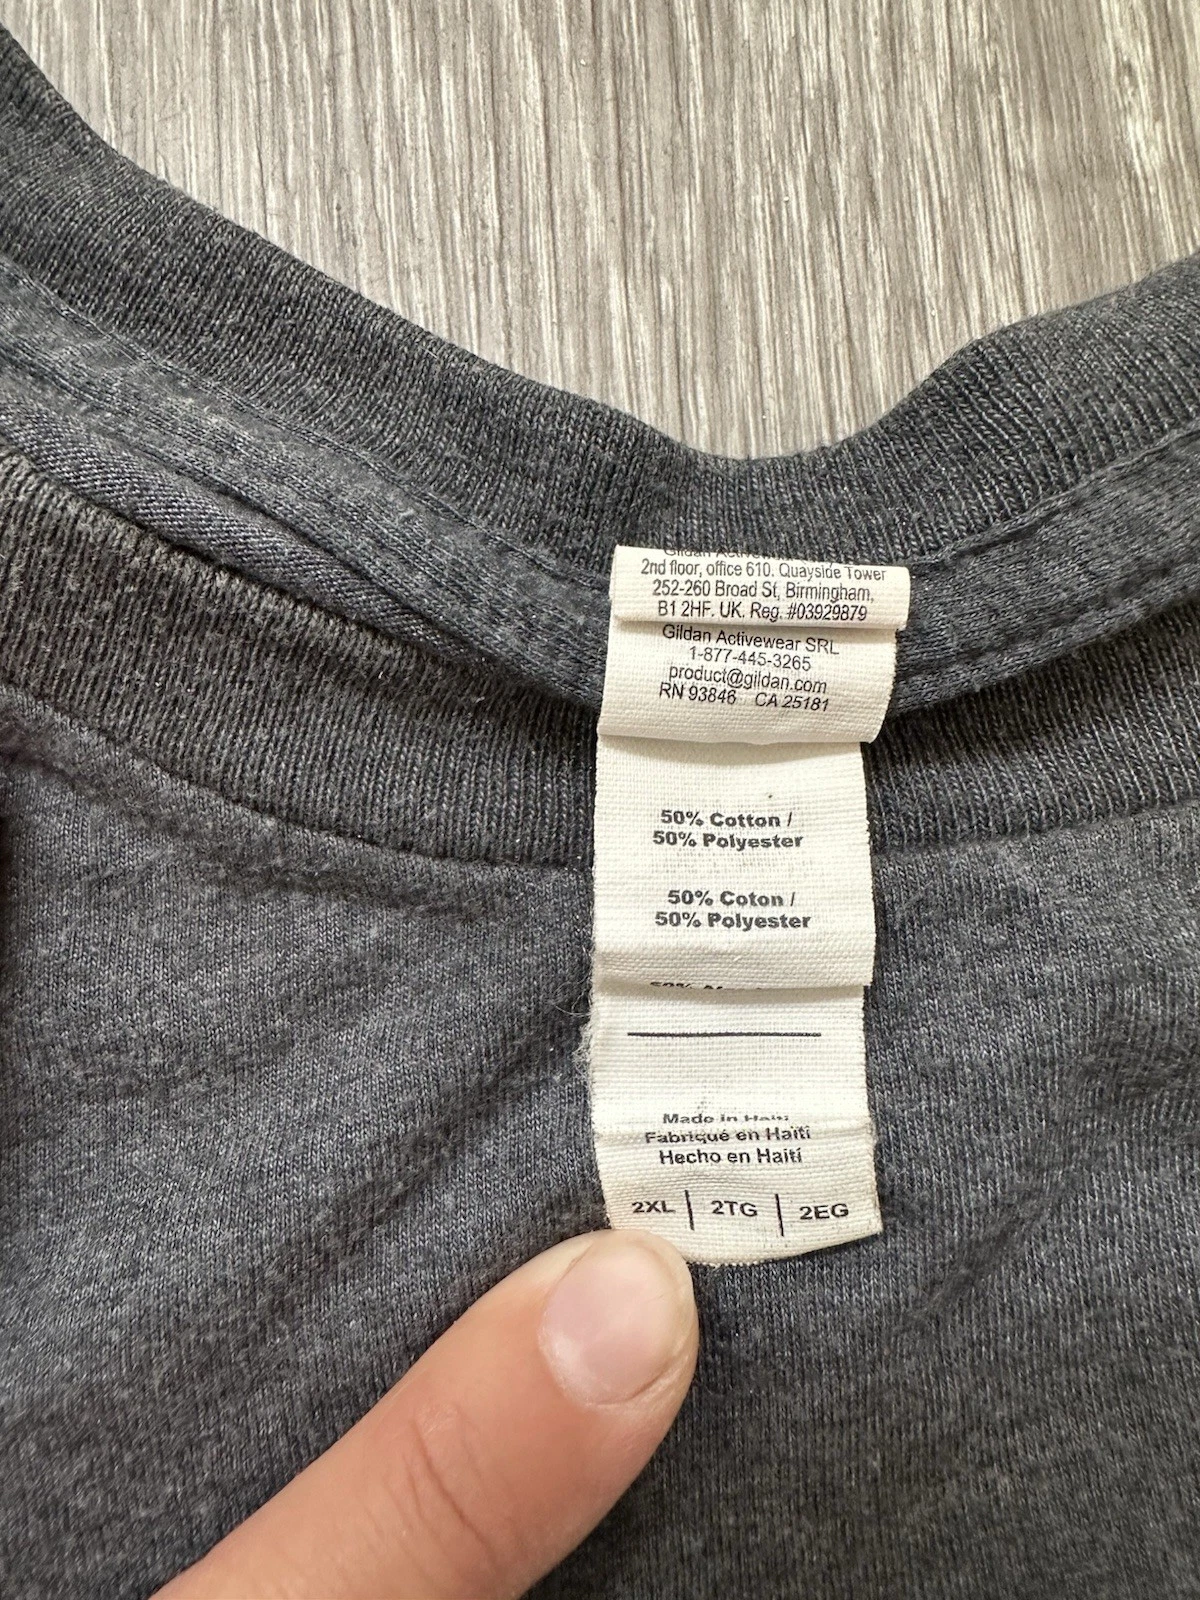 Gildan
2nd floor, office 610. Quayside Tower
252-260 Broad St, Birmingham,
B1 2HF. UK. Reg. #03929879
Gildan Activewear SRL
1-877-445-3265
product@gildan.com
RN 93846 CA 25181
50% Cotton /
50% Polyester
50% Coton /
50% Polyester
50%
Made in Haiti
Fabriqué en Haïti
Hecho en Haití
2XL | 2TG | 2EG